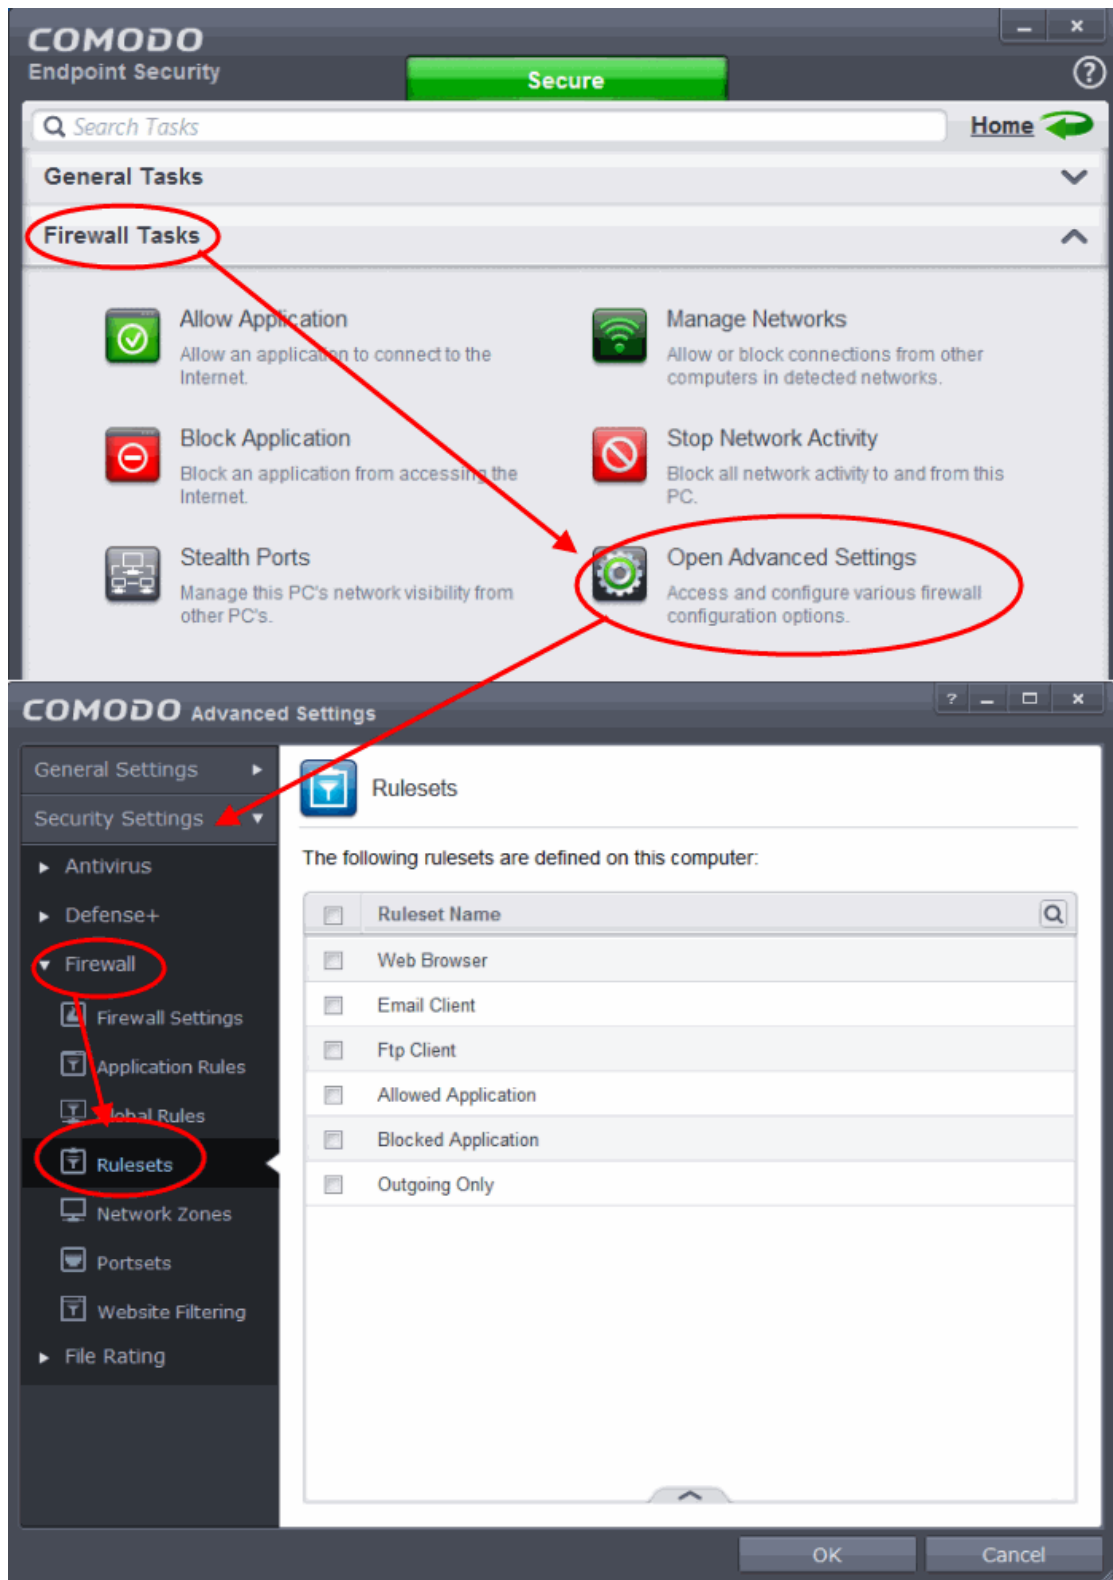 COMODO
Endpoint Security
Secure
Search Tasks
Home
General Tasks
Firewall Tasks
Allow Application
Allow an application to connect to the
Internet.
Manage Networks
Allow or block connections from other
computers in detected networks.
Block Application
Block an application from accessing the
Internet.
Stop Network Activity
Block all network activity to and from this
PC.
Stealth Ports
Manage this PC's network visibility from
other PC's.
Open Advanced Settings
Access and configure various firewall
configuration options.
COMODO Advanced Settings
General Settings
Security Settings
Antivirus
Defense+
Firewall
Firewall Settings
Application Rules
Global Rules
Rulesets
Network Zones
Portsets
Website Filtering
File Rating
Rulesets
The following rulesets are defined on this computer:
Ruleset Name
Web Browser
Email Client
Ftp Client
Allowed Application
Blocked Application
Outgoing Only
OK
Cancel